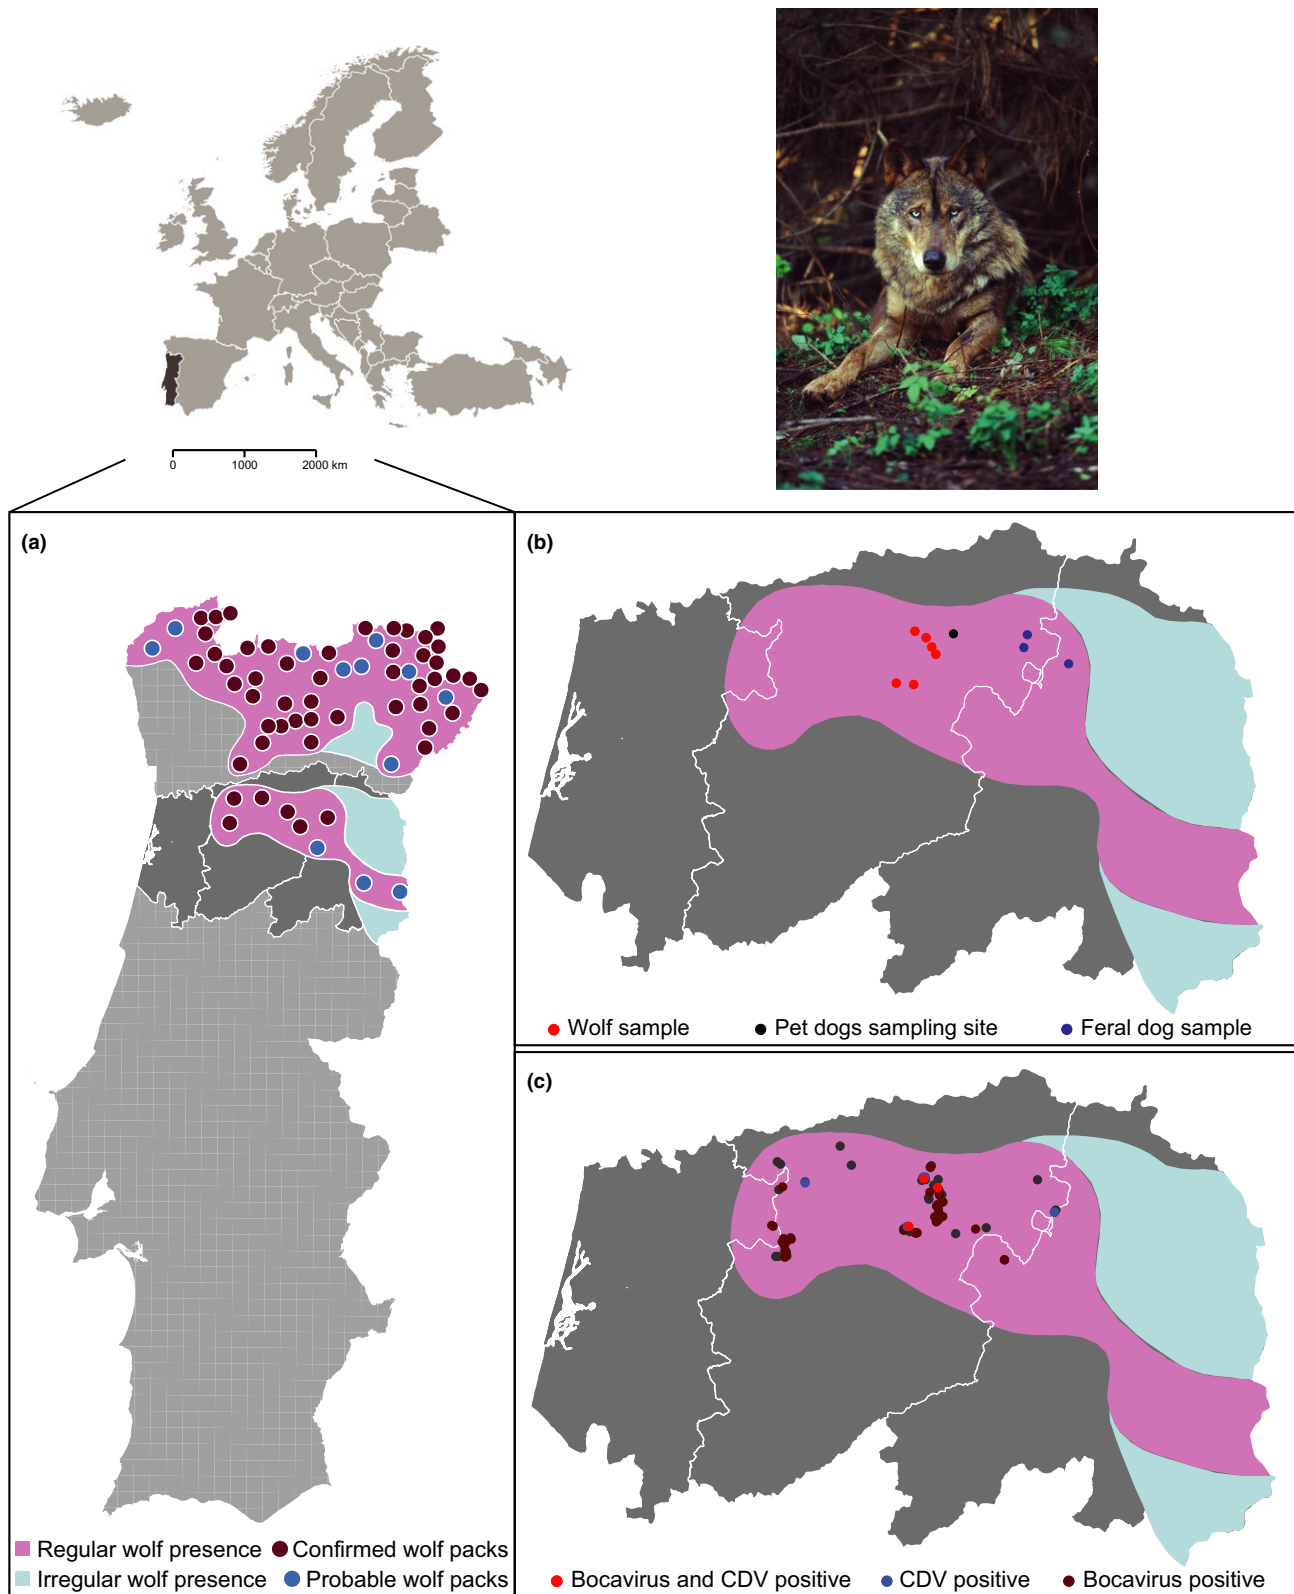 0 1000 2000 km
(a)
Regular wolf presence Confirmed wolf packs
Irregular wolf presence Probable wolf packs
(b)
Wolf sample Pet dogs sampling site Feral dog sample
(c)
Bocavirus and CDV positive CDV positive Bocavirus positive